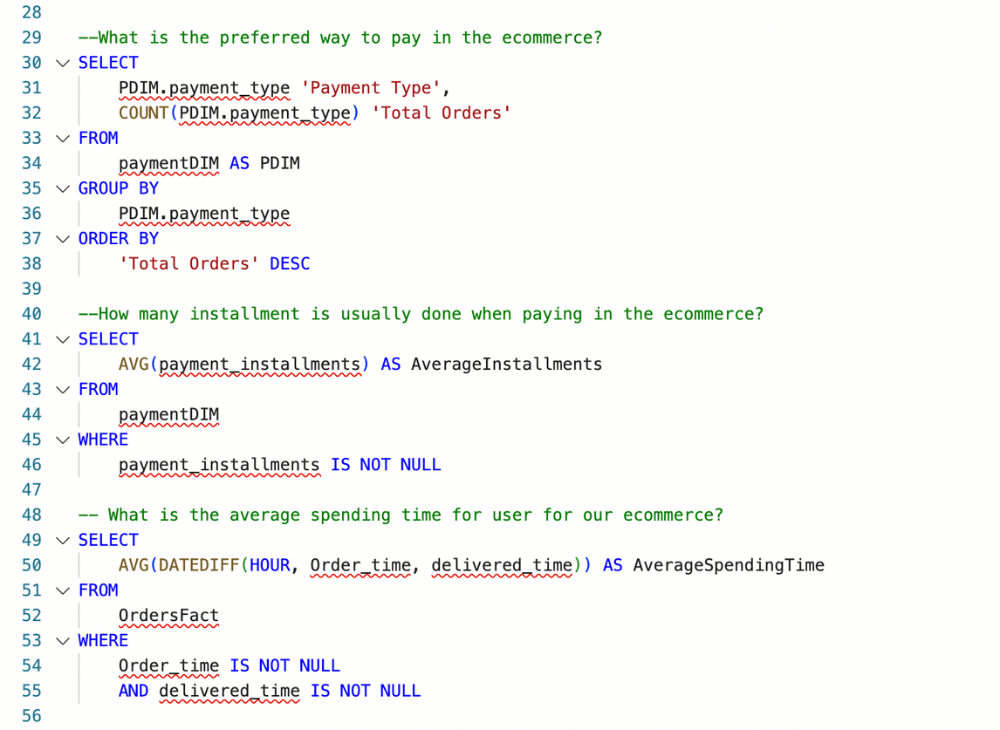 28
29 --What is the preferred way to pay in the ecommerce?
30 SELECT
31 PDIM.payment_type 'Payment Type',
32 COUNT(PDIM.payment_type) 'Total Orders'
33 FROM
34 paymentDIM AS PDIM
35 GROUP BY
36 PDIM.payment_type
37 ORDER BY
38 'Total Orders' DESC
39
40 --How many installment is usually done when paying in the ecommerce?
41 SELECT
42 AVG(payment_installments) AS AverageInstallments
43 FROM
44 paymentDIM
45 WHERE
46 payment_installments IS NOT NULL
47
48 -- What is the average spending time for user for our ecommerce?
49 SELECT
50 AVG(DATEDIFF(HOUR, Order_time, delivered_time)) AS AverageSpendingTime
51 FROM
52 OrdersFact
53 WHERE
54 Order_time IS NOT NULL
55 AND delivered_time IS NOT NULL
56